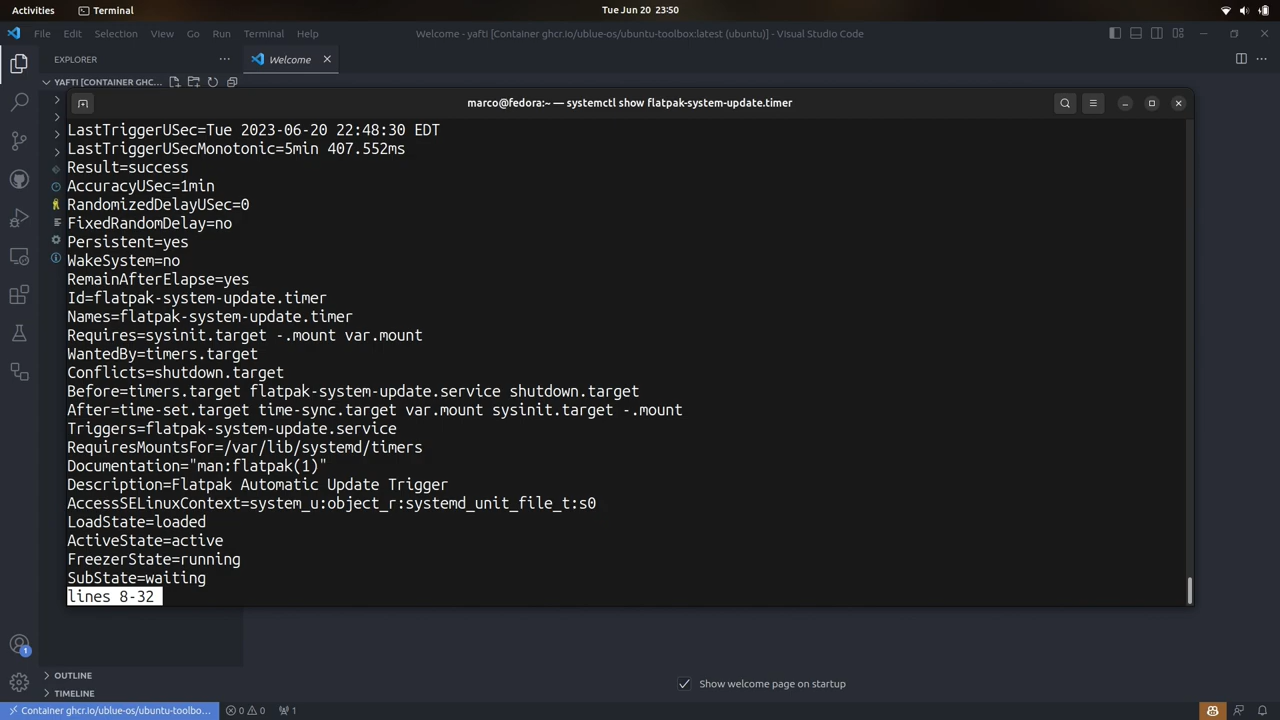 Activities
Terminal
Tue Jun 20 23:50
File Edit Selection View Go Run Terminal Help
Welcome - yafti [Container ghcr.io/ublue-os/ubuntu-toolbox:latest (ubuntu)] - Visual Studio Code
EXPLORER
Welcome
YAFTI [CONTAINER GHC...
marco@fedora:~ — systemctl show flatpak-system-update.timer
LastTriggerUSec=Tue 2023-06-20 22:48:30 EDT
LastTriggerUSecMonotonic=5min 407.552ms
Result=success
AccuracyUSec=1min
RandomizedDelayUSec=0
FixedRandomDelay=no
Persistent=yes
WakeSystem=no
RemainAfterElapse=yes
Id=flatpak-system-update.timer
Names=flatpak-system-update.timer
Requires=sysinit.target -.mount var.mount
WantedBy=timers.target
Conflicts=shutdown.target
Before=timers.target flatpak-system-update.service shutdown.target
After=time-set.target time-sync.target var.mount sysinit.target -.mount
Triggers=flatpak-system-update.service
RequiresMountsFor=/var/lib/systemd/timers
Documentation="man:flatpak(1)"
Description=Flatpak Automatic Update Trigger
AccessSELinuxContext=system_u:object_r:systemd_unit_file_t:s0
LoadState=loaded
ActiveState=active
FreezerState=running
SubState=waiting
lines 8-32
1
OUTLINE
TIMELINE
Show welcome page on startup
Container ghcr.io/ublue-os/ubuntu-toolbo...
0 0
1